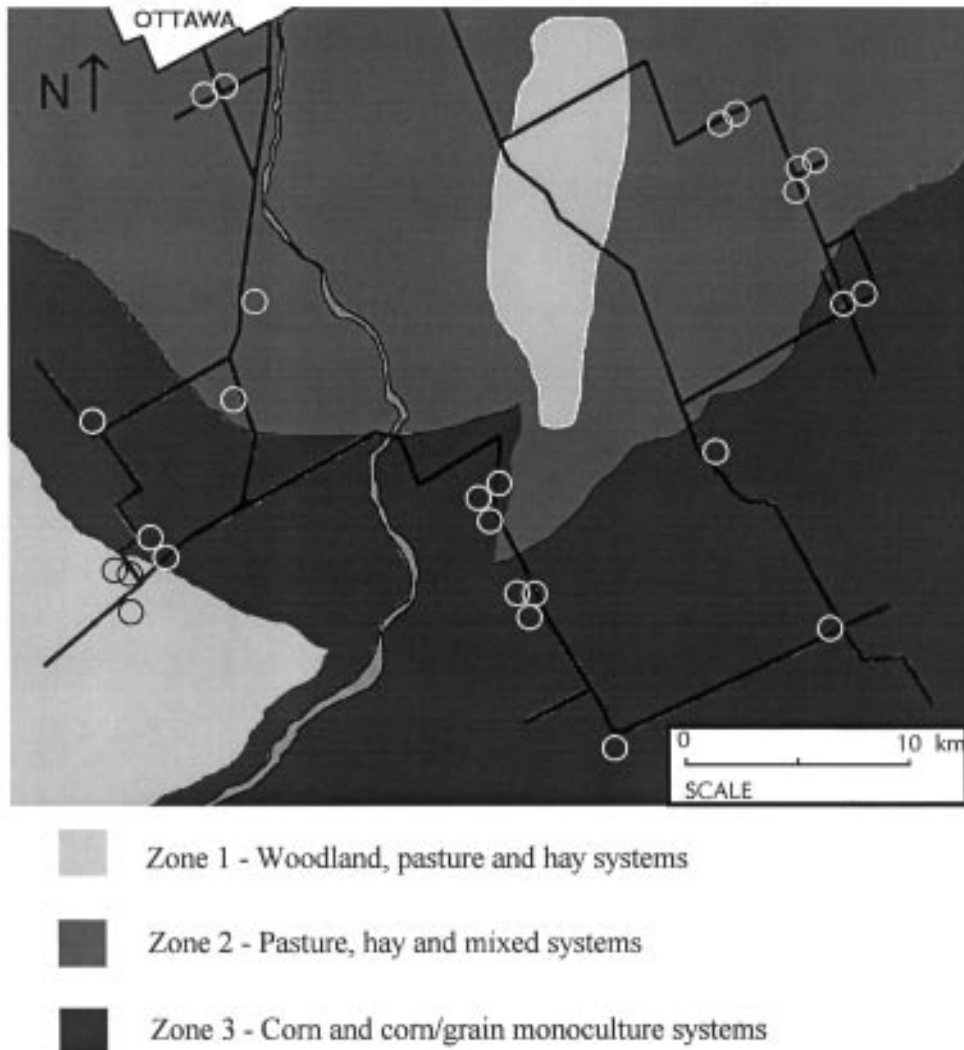 OTTAWA
N
0 10 km
SCALE
Zone 1 - Woodland, pasture and hay systems
Zone 2 - Pasture, hay and mixed systems
Zone 3 - Corn and corn/grain monoculture systems